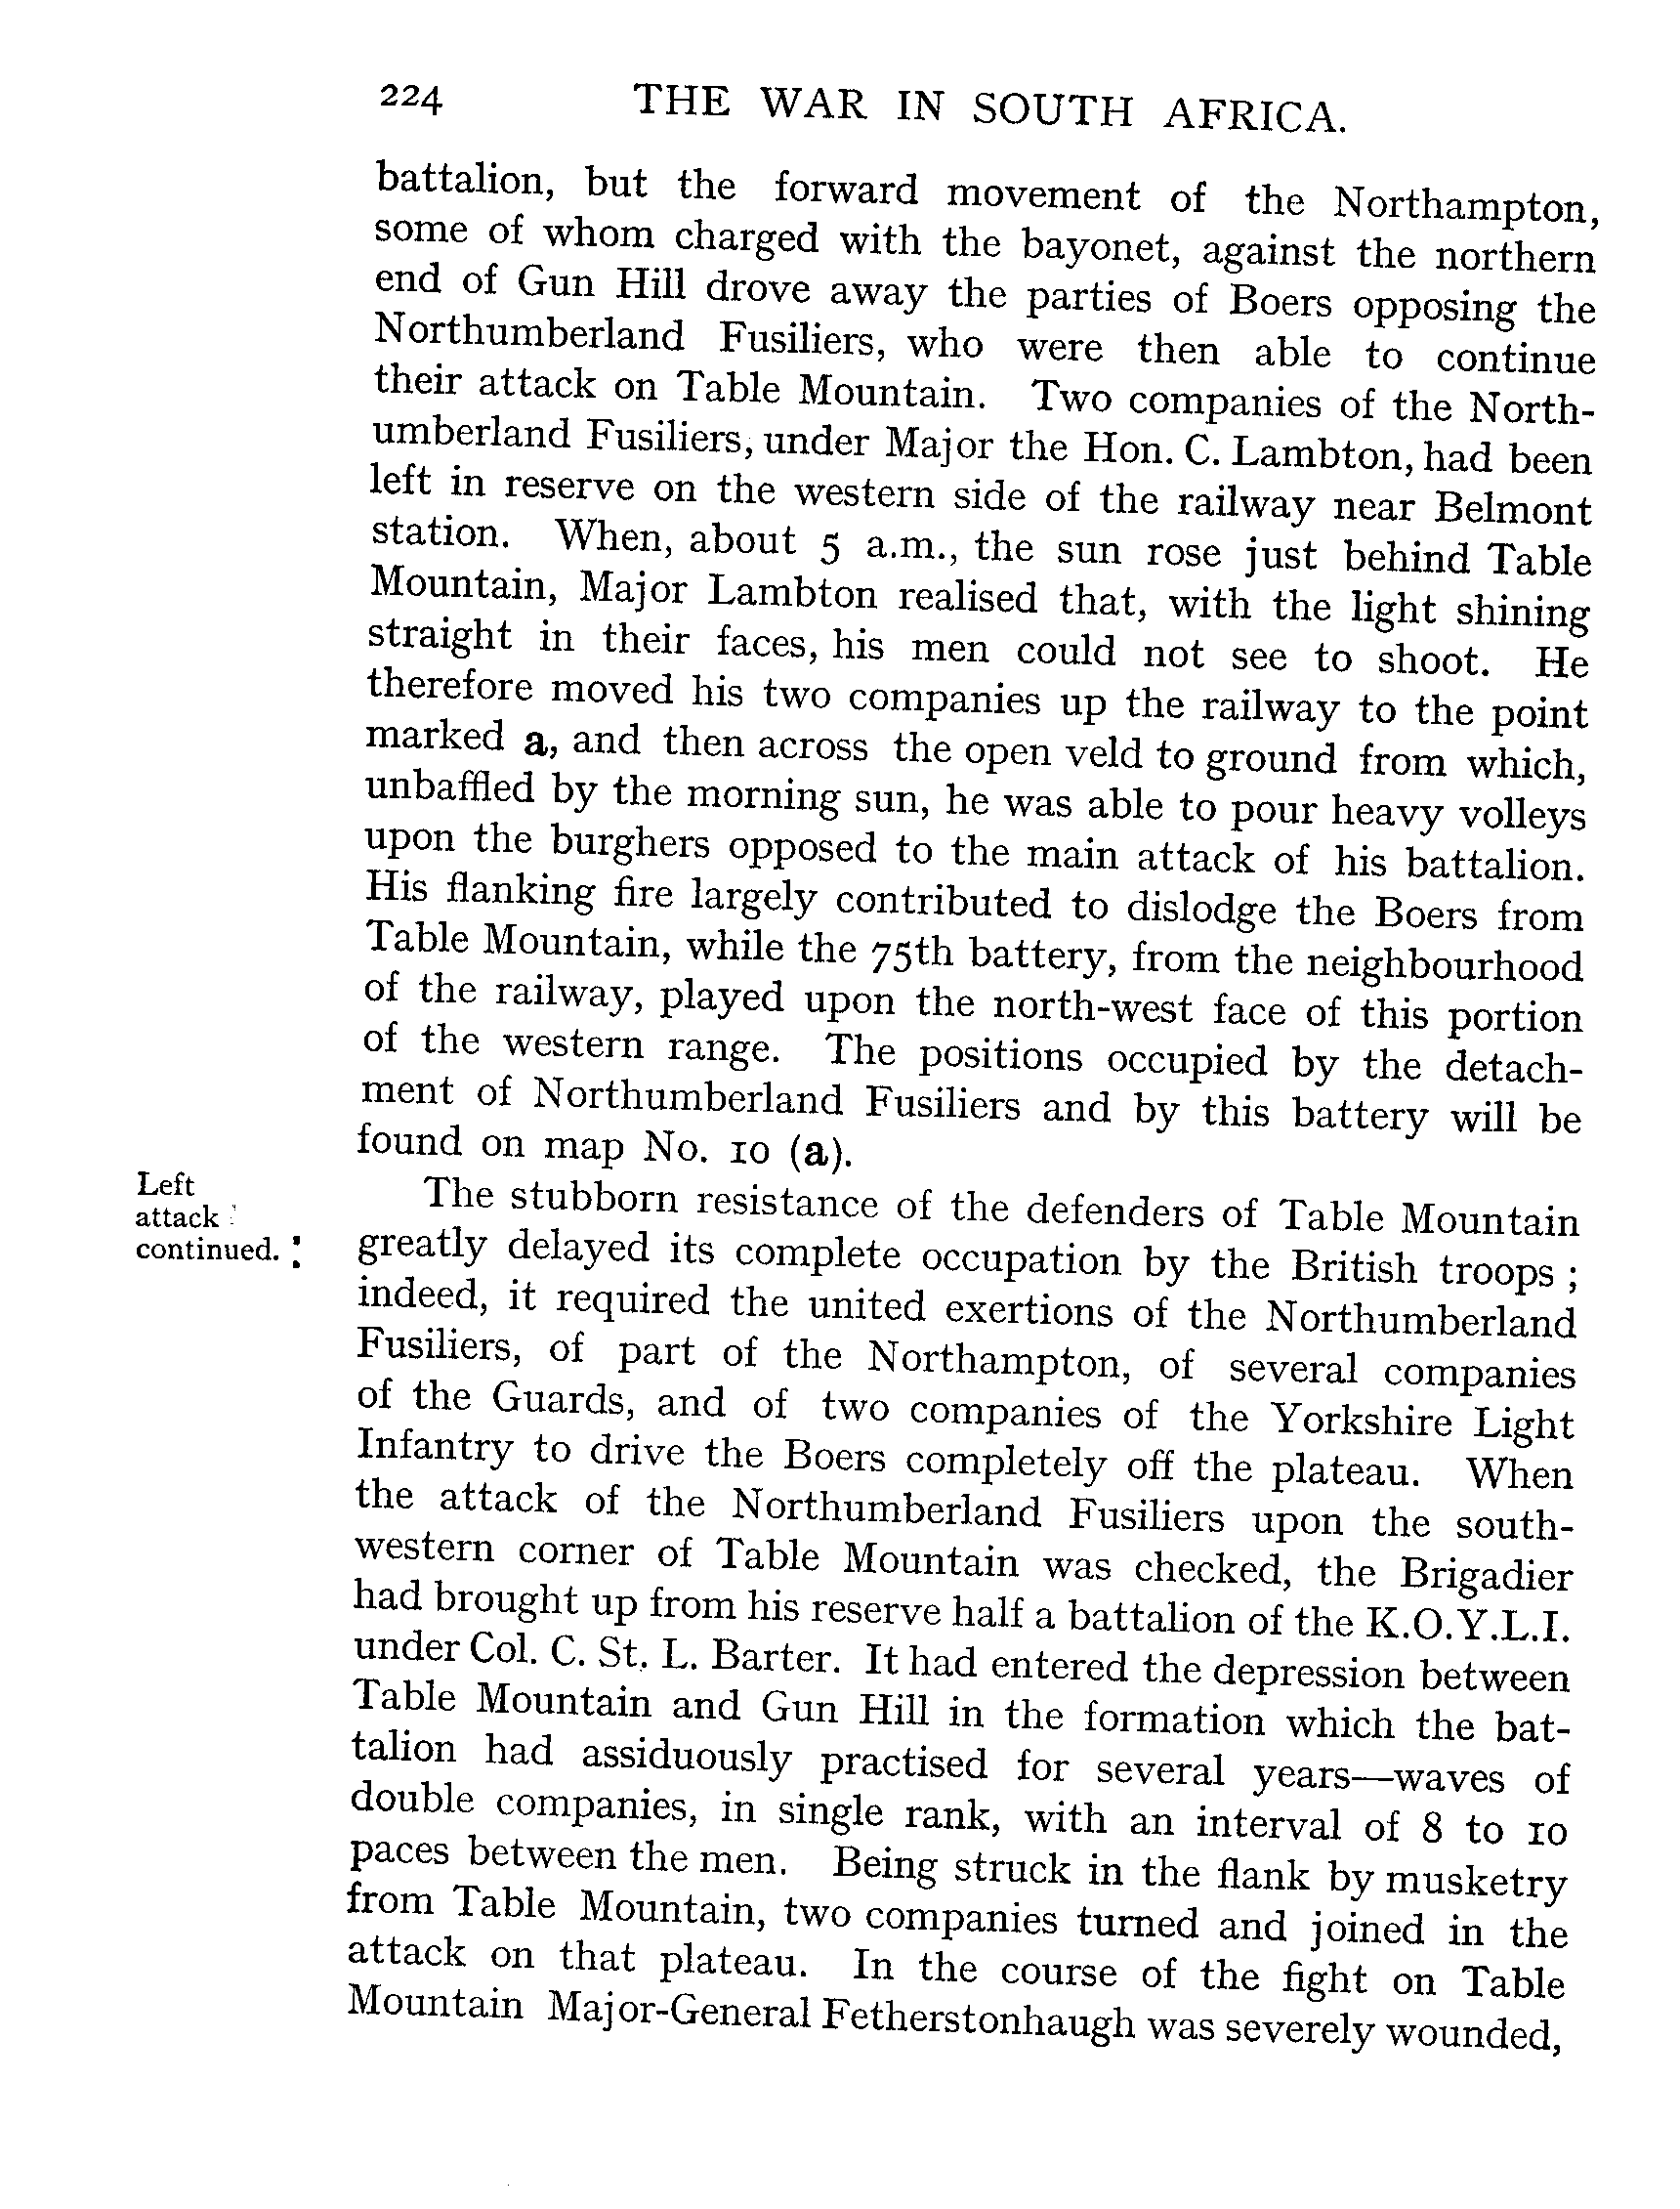 224 THE WAR IN SOUTH AFRICA.
battalion, but the forward movement of the Northampton,
some of whom charged with the bayonet, against the northern
end of Gun Hill drove away the parties of Boers opposing the
Northumberland Fusiliers, who were then able to continue
their attack on Table Mountain. Two companies of the North-
umberland Fusiliers, under Major the Hon. C. Lambton, had been
left in reserve on the western side of the railway near Belmont
station. When, about 5 a.m., the sun rose just behind Table
Mountain, Major Lambton realised that, with the light shining
straight in their faces, his men could not see to shoot. He
therefore moved his two companies up the railway to the point
marked a, and then across the open veld to ground from which,
unbaffled by the morning sun, he was able to pour heavy volleys
upon the burghers opposed to the main attack of his battalion.
His flanking fire largely contributed to dislodge the Boers from
Table Mountain, while the 75th battery, from the neighbourhood
of the railway, played upon the north-west face of this portion
of the western range. The positions occupied by the detach-
ment of Northumberland Fusiliers and by this battery will be
found on map No. 10 (a).
Left
attack
continued.
The stubborn resistance of the defenders of Table Mountain
greatly delayed its complete occupation by the British troops ;
indeed, it required the united exertions of the Northumberland
Fusiliers, of part of the Northampton, of several companies
of the Guards, and of two companies of the Yorkshire Light
Infantry to drive the Boers completely off the plateau. When
the attack of the Northumberland Fusiliers upon the south-
western corner of Table Mountain was checked, the Brigadier
had brought up from his reserve half a battalion of the K.O.Y.L.I.
under Col. C. St. L. Barter. It had entered the depression between
Table Mountain and Gun Hill in the formation which the bat-
talion had assiduously practised for several years—waves of
double companies, in single rank, with an interval of 8 to 10
paces between the men. Being struck in the flank by musketry
from Table Mountain, two companies turned and joined in the
attack on that plateau. In the course of the fight on Table
Mountain Major-General Fetherstonhaugh was severely wounded,